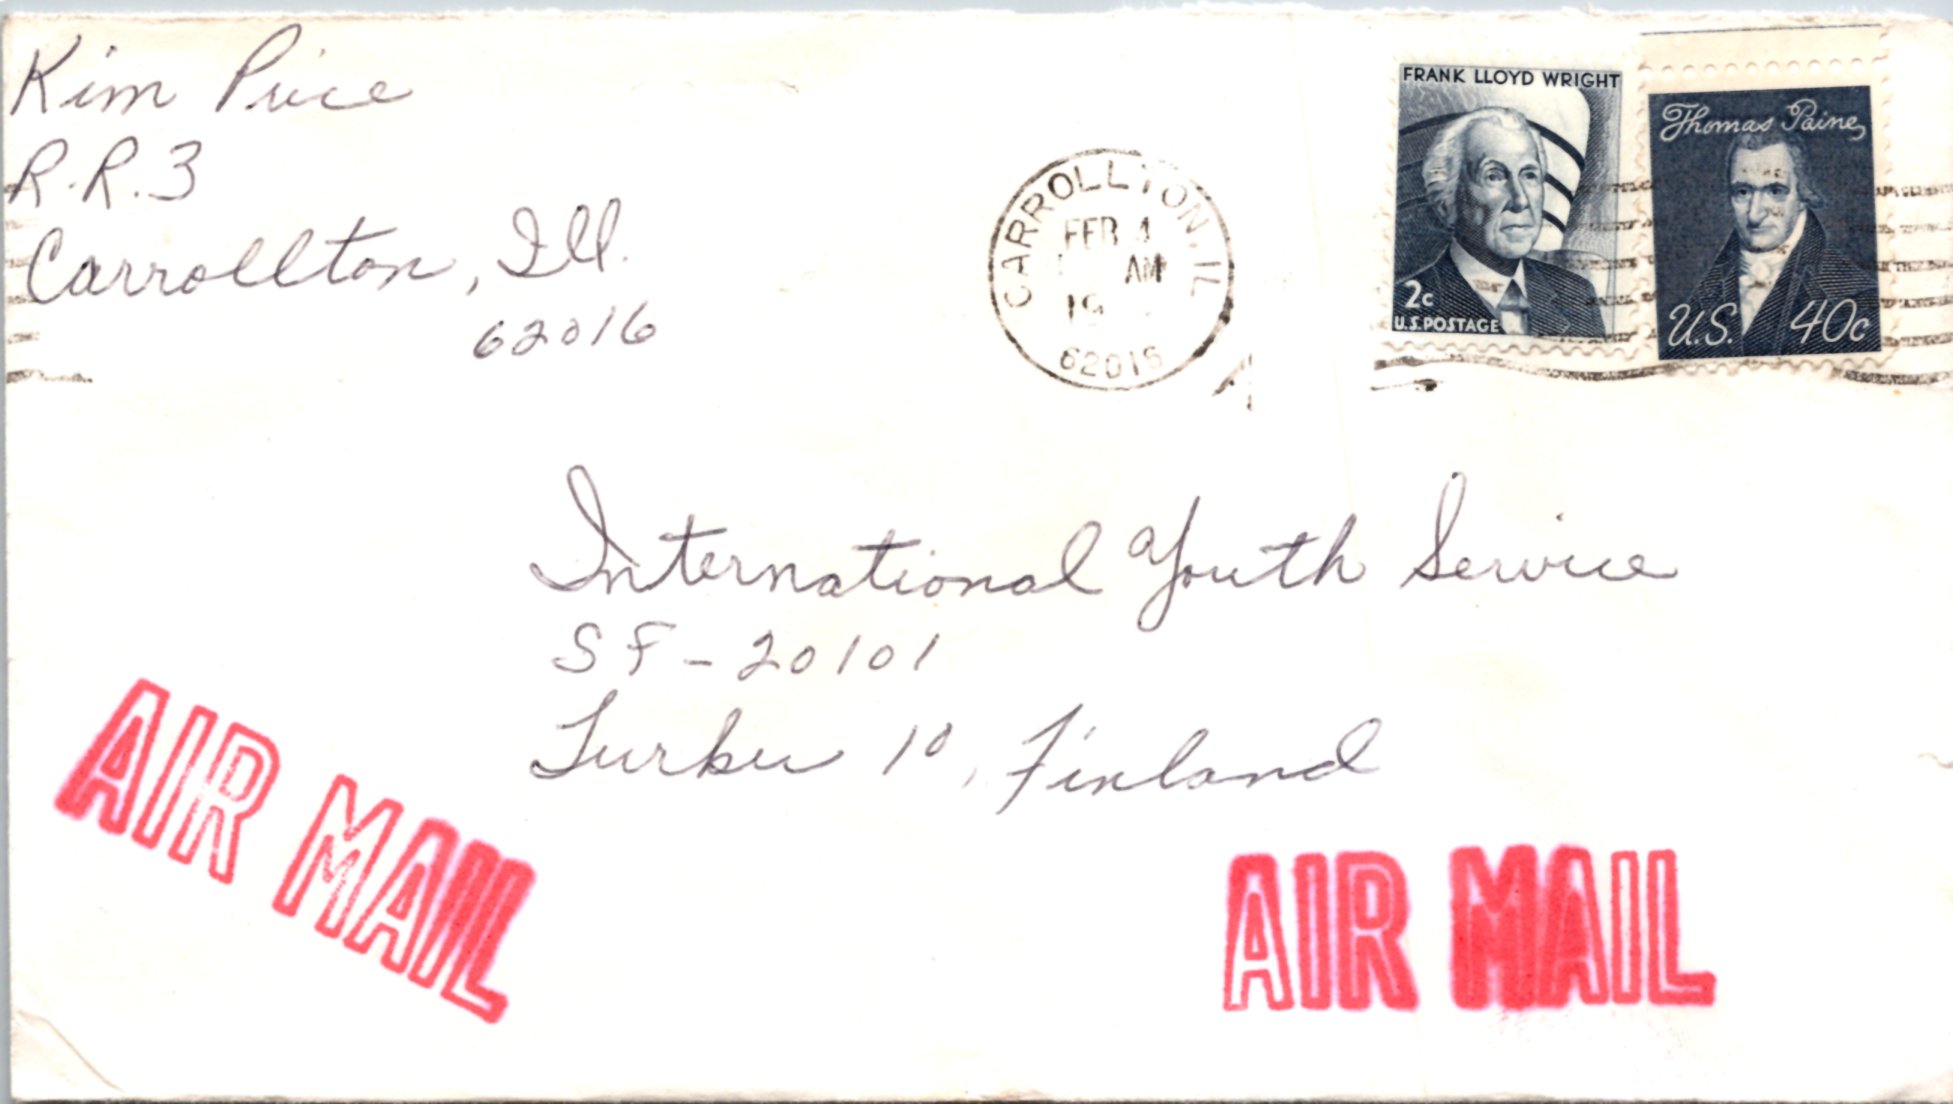 Kim Price
R.R.3
Carrollton, Ill.
62016
CARROLLTON, IL
FEB 4
AM
19
62016
FRANK LLOYD WRIGHT
2c
U.S. POSTAGE
Thomas Paine
U.S. 40c
International Youth Service
SF-20101
Turku 10, Finland
AIR MAIL
AIR MAIL